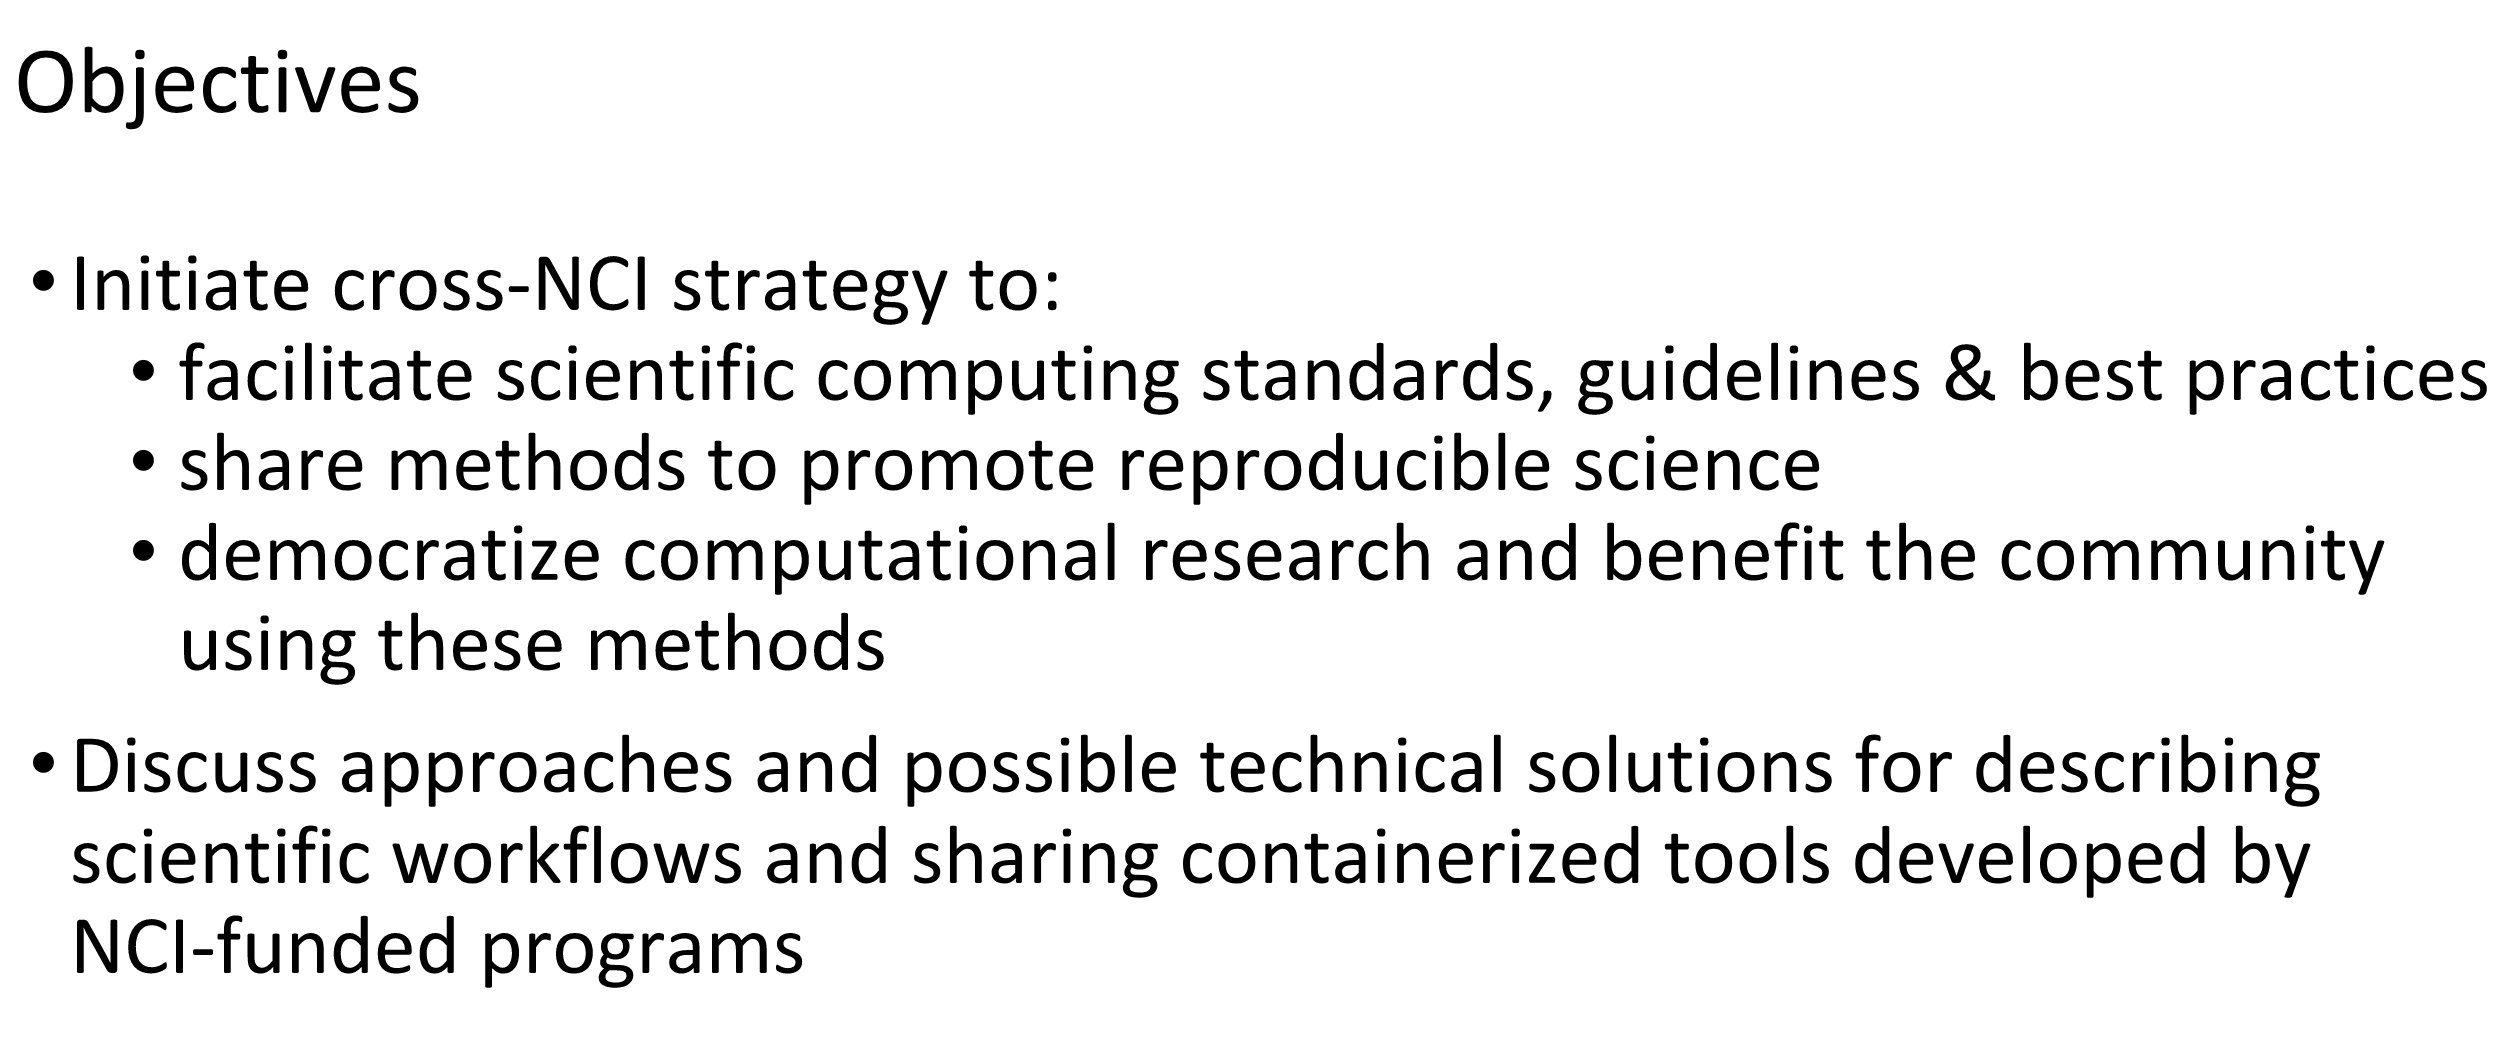 Objectives
• Initiate cross-NCI strategy to:
• facilitate scientific computing standards, guidelines & best practices
• share methods to promote reproducible science
• democratize computational research and benefit the community
using these methods
• Discuss approaches and possible technical solutions for describing
scientific workflows and sharing containerized tools developed by
NCI-funded programs